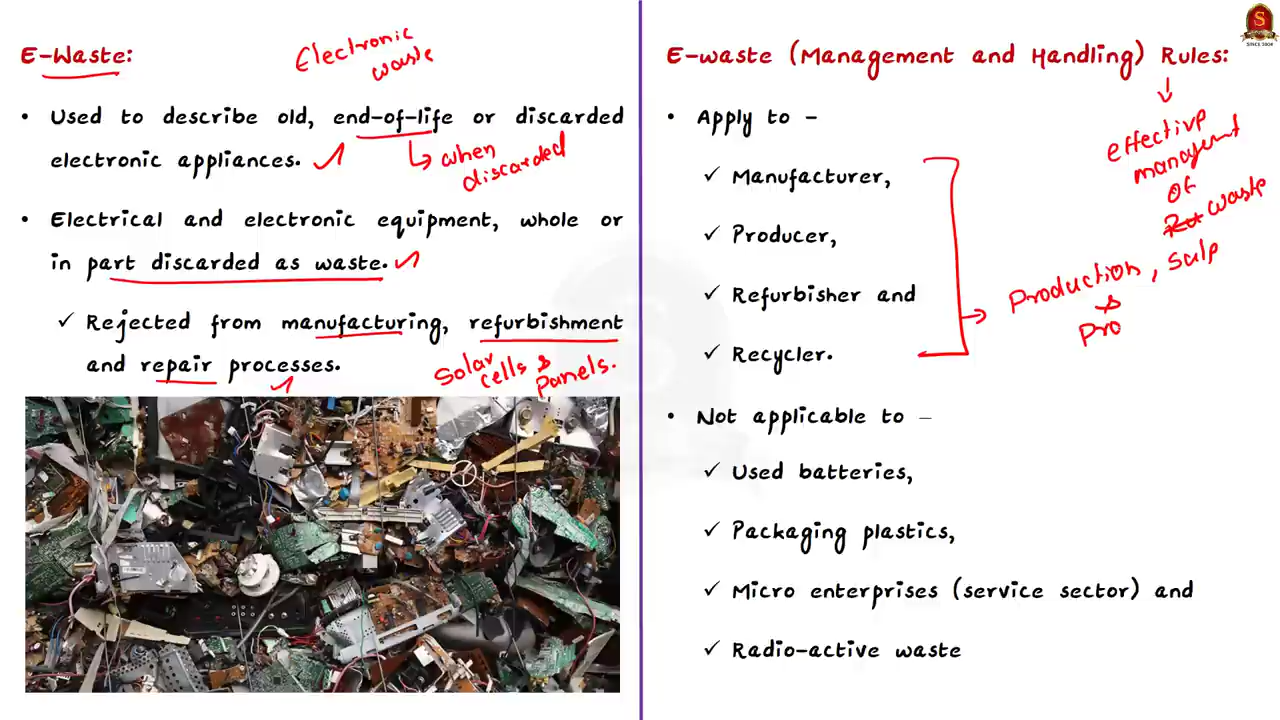 E-Waste:
Electronic
waste
• Used to describe old, end-of-life or discarded
electronic appliances.
when
discarded
• Electrical and electronic equipment, whole or
in part discarded as waste.
✓ Rejected from manufacturing, refurbishment
and repair processes.
Solar
cells &
Panels.
S
SINCE 2004
E-waste (Management and Handling) Rules:
effective
managemt
of
waste
• Apply to -
✓ Manufacturer,
✓ Producer,
✓ Refurbisher and
✓ Recycler.
Production, Salp
&
Pro
• Not applicable to –
✓ Used batteries,
✓ Packaging plastics,
✓ Micro enterprises (service sector) and
✓ Radio-active waste